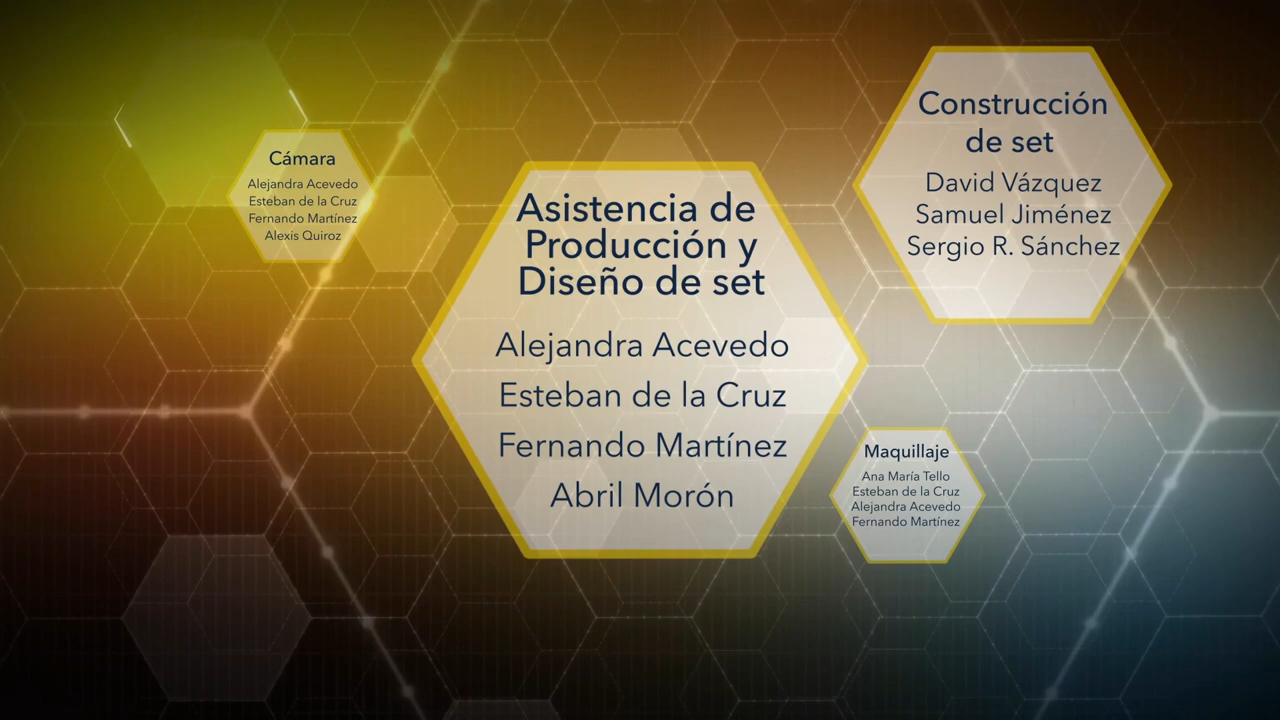 Cámara
Alejandra Acevedo
Esteban de la Cruz
Fernando Martínez
Alexis Quiroz
Asistencia de
Producción y
Diseño de set
Alejandra Acevedo
Esteban de la Cruz
Fernando Martínez
Abril Morón
Construcción
de set
David Vázquez
Samuel Jiménez
Sergio R. Sánchez
Maquillaje
Ana María Tello
Esteban de la Cruz
Alejandra Acevedo
Fernando Martínez